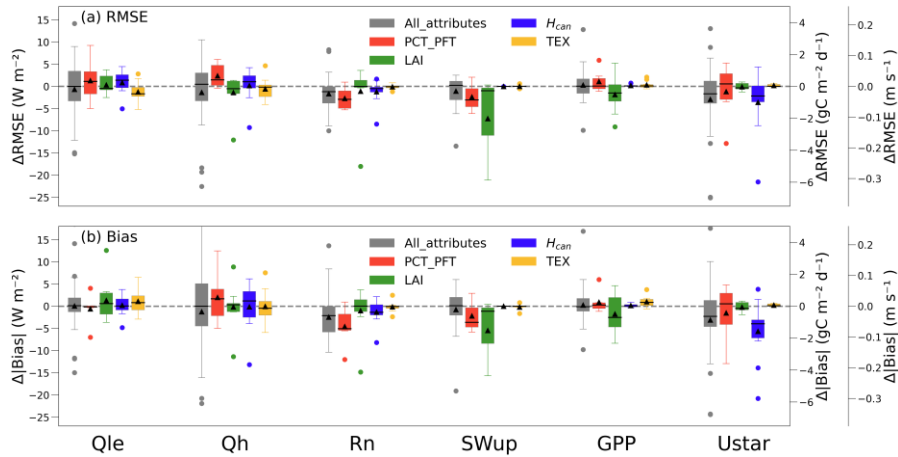 (a) RMSE
All_attributes
PCT_PFT
LAI
H_can
TEX
15
10
5
0
−5
−10
−15
−20
−25
ΔRMSE (W m⁻²)
4
2
0
−2
−4
−6
ΔRMSE (gC m⁻² d⁻¹)
0.2
0.1
0.0
−0.1
−0.2
−0.3
ΔRMSE (m s⁻¹)
(b) Bias
All_attributes
PCT_PFT
LAI
H_can
TEX
15
10
5
0
−5
−10
−15
−20
−25
Δ|Bias| (W m⁻²)
4
2
0
−2
−4
−6
Δ|Bias| (gC m⁻² d⁻¹)
0.2
0.1
0.0
−0.1
−0.2
−0.3
Δ|Bias| (m s⁻¹)
Qle Qh Rn SWup GPP Ustar